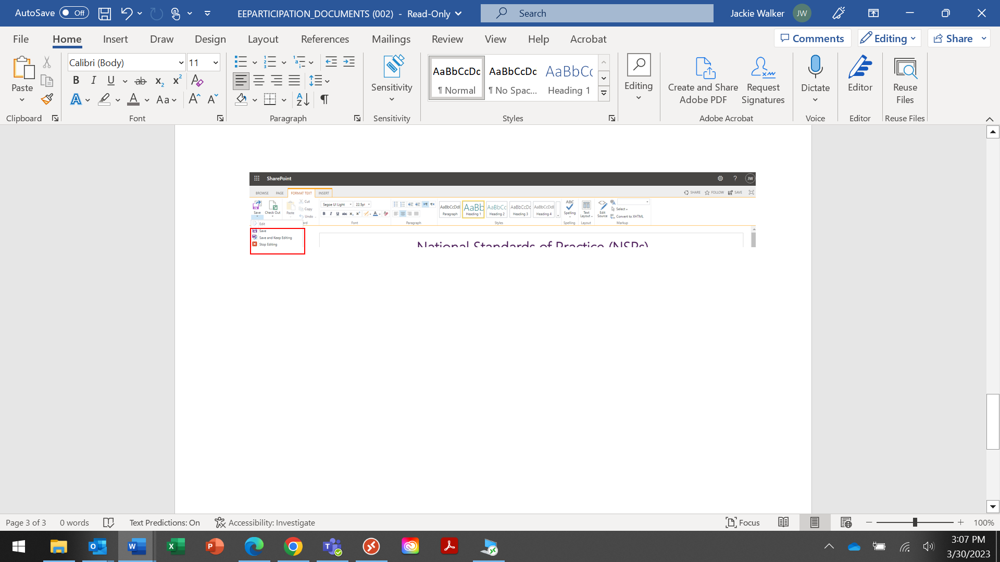 AutoSave Off
EEPARTICIPATION_DOCUMENTS (002) - Read-Only
Search
Jackie Walker JW
File Home Insert Draw Design Layout References Mailings Review View Help Acrobat
Comments Editing Share
Paste
Clipboard
Calibri (Body) 11
B I U ab x2 x2
A A Aa A A
Font
Paragraph
Sensitivity
Sensitivity
AaBbCcDc AaBbCcDc AaBbCc
¶ Normal ¶ No Spac... Heading 1
Styles
Editing
Create and Share
Adobe PDF
Request
Signatures
Adobe Acrobat
Dictate
Voice
Editor
Editor
Reuse
Files
Reuse Files
SharePoint
JW
BROWSE PAGE FORMAT TEXT INSERT
SHARE FOLLOW SAVE
Save Check Out Paste
Cut
Copy
Undo
Segoe UI Light 22.5pt
B I U abc x2 x2
Font
Paragraph
AaBbCcDdI AaBb AaBbCc AaBbCcDc AaBbCcDdI
Paragraph Heading 1 Heading 2 Heading 3 Heading 4
Styles
ABC
Spelling
Spelling
Text
Layout
Layout
Edit
Source
Select
Convert to XHTML
Markup
Edit
Save
Save and Keep Editing
Stop Editing
National Standards of Practice (NSPs)
Page 3 of 3 0 words Text Predictions: On Accessibility: Investigate
Focus 100%
3:07 PM
3/30/2023